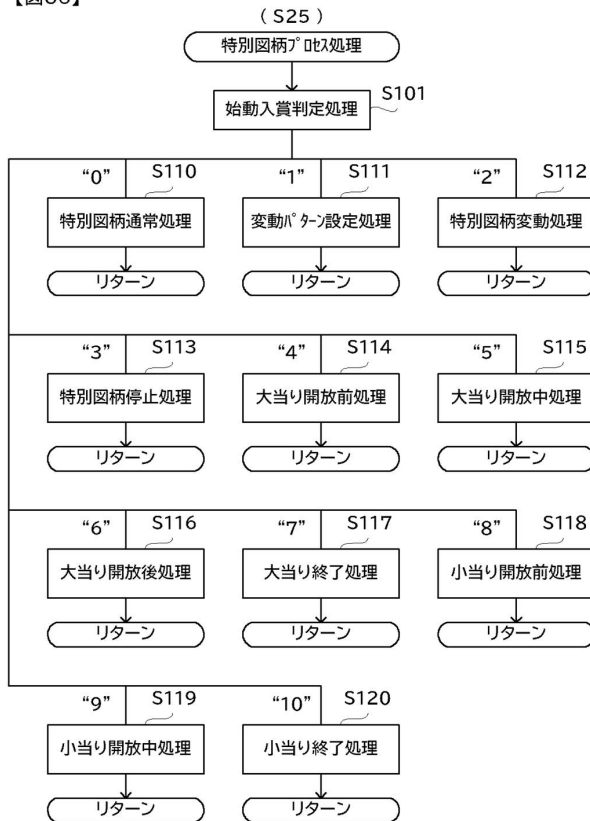 (S25)
特別図柄プロセス処理
S101
始動入賞判定処理
“0” S110 “1” S111 “2” S112
特別図柄通常処理 変動パターン設定処理 特別図柄変動処理
リターン リターン リターン
“3” S113 “4” S114 “5” S115
特別図柄停止処理 大当り開放前処理 大当り開放中処理
リターン リターン リターン
“6” S116 “7” S117 “8” S118
大当り開放後処理 大当り終了処理 小当り開放前処理
リターン リターン リターン
“9” S119 “10” S120
小当り開放中処理 小当り終了処理
リターン リターン